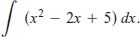 ∫ (x² − 2x + 5) dx.